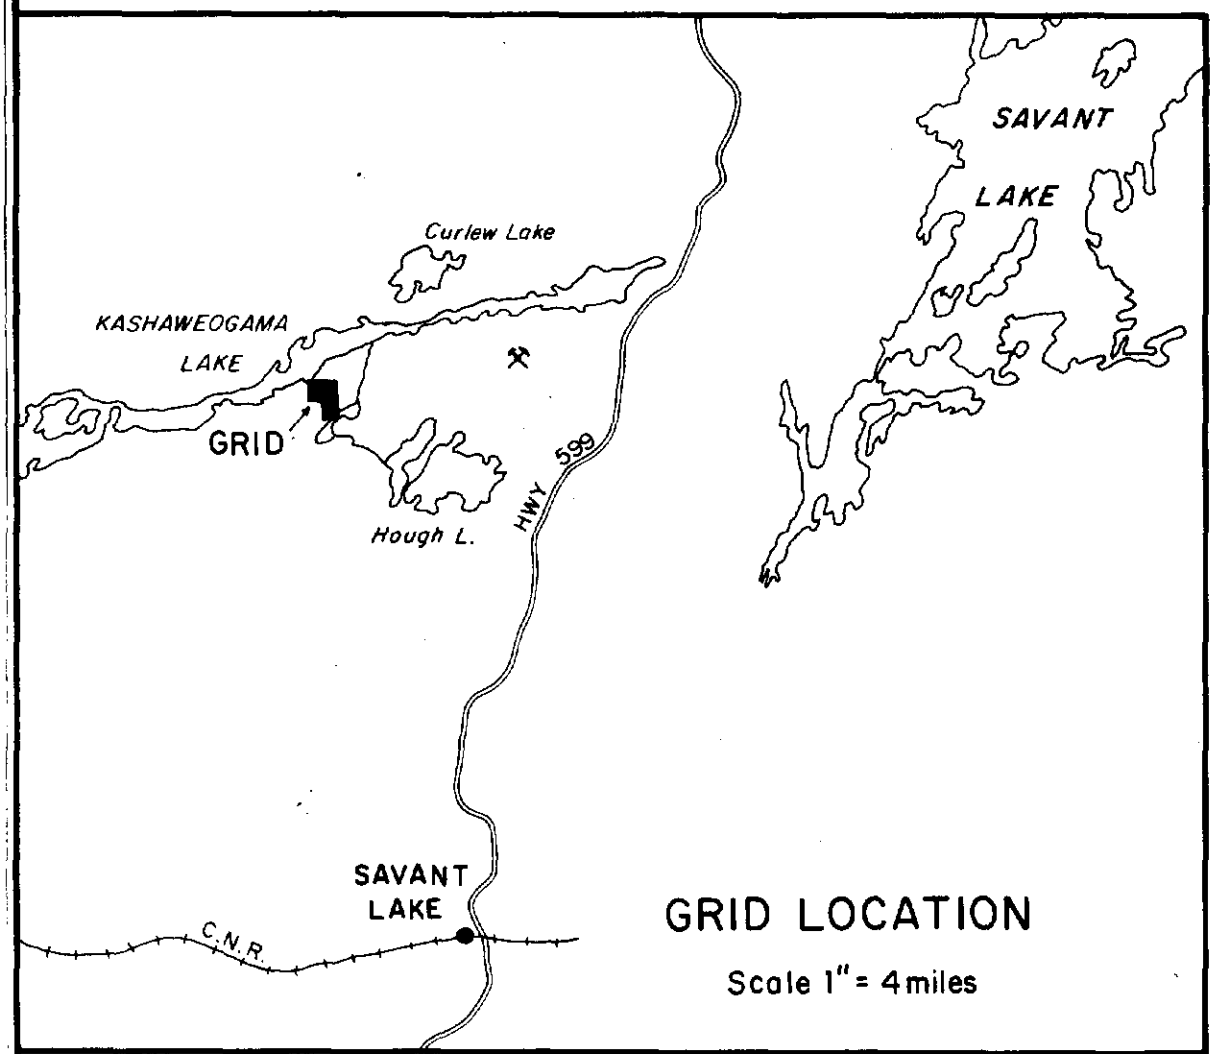 SAVANT
LAKE
Curlew Lake
KASHAWEOGAMA
LAKE
GRID
HWY 599
Hough L.
SAVANT
LAKE
C.N.R.
GRID LOCATION
Scale 1" = 4 miles